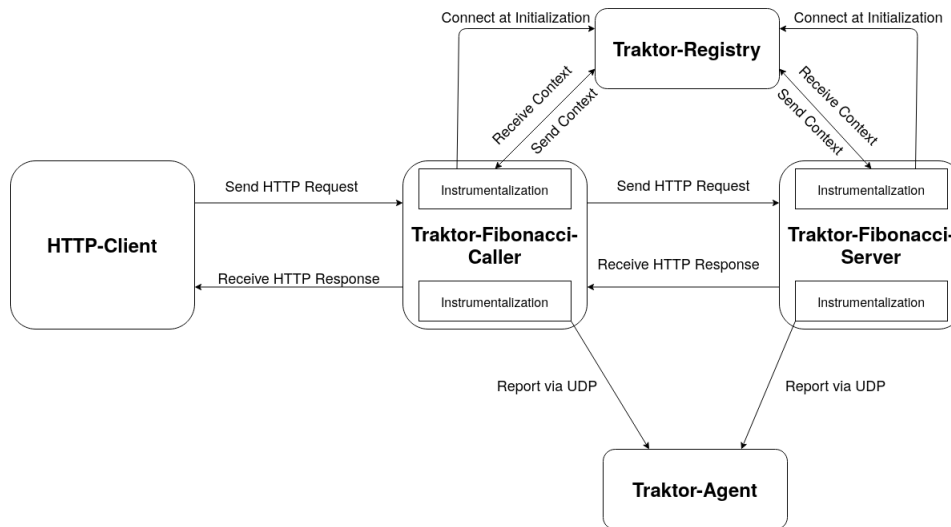 Connect at Initialization
Connect at Initialization
Traktor-Registry
Receive Context
Send Context
Receive Context
Send Context
Instrumentalization
Instrumentalization
Send HTTP Request
Send HTTP Request
HTTP-Client
Traktor-Fibonacci-
Caller
Traktor-Fibonacci-
Server
Receive HTTP Response
Receive HTTP Response
Instrumentalization
Instrumentalization
Report via UDP
Report via UDP
Traktor-Agent